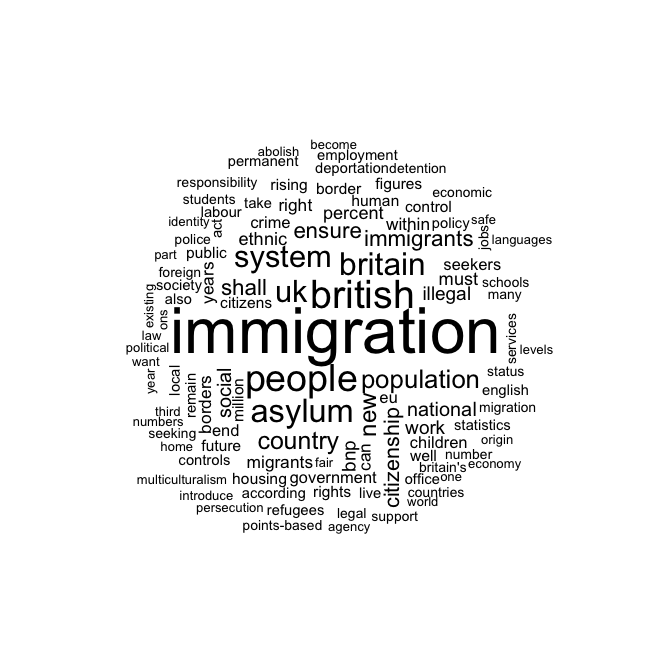 become
abolish
employment
permanent
deportation
detention
responsibility
rising
border
figures
economic
students
take
right
human
control
labour
percent
identity
act
crime
ensure
within
policy
safe
police
ethnic
immigrants
jobs
languages
part
public
system
britain
seekers
foreign
years
must
schools
society
shall
uk
british
illegal
many
also
citizens
existing
ons
immigration
services
law
political
levels
want
people
population
status
year
local
remain
borders
social
million
asylum
new
eu
citizenship
national
english
migration
third
numbers
work
statistics
seeking
bend
country
children
origin
home
future
bnp
can
well
number
controls
migrants
fair
britain's
economy
multiculturalism
housing
government
office
one
introduce
according
rights
live
countries
persecution
refugees
legal
support
world
points-based
agency